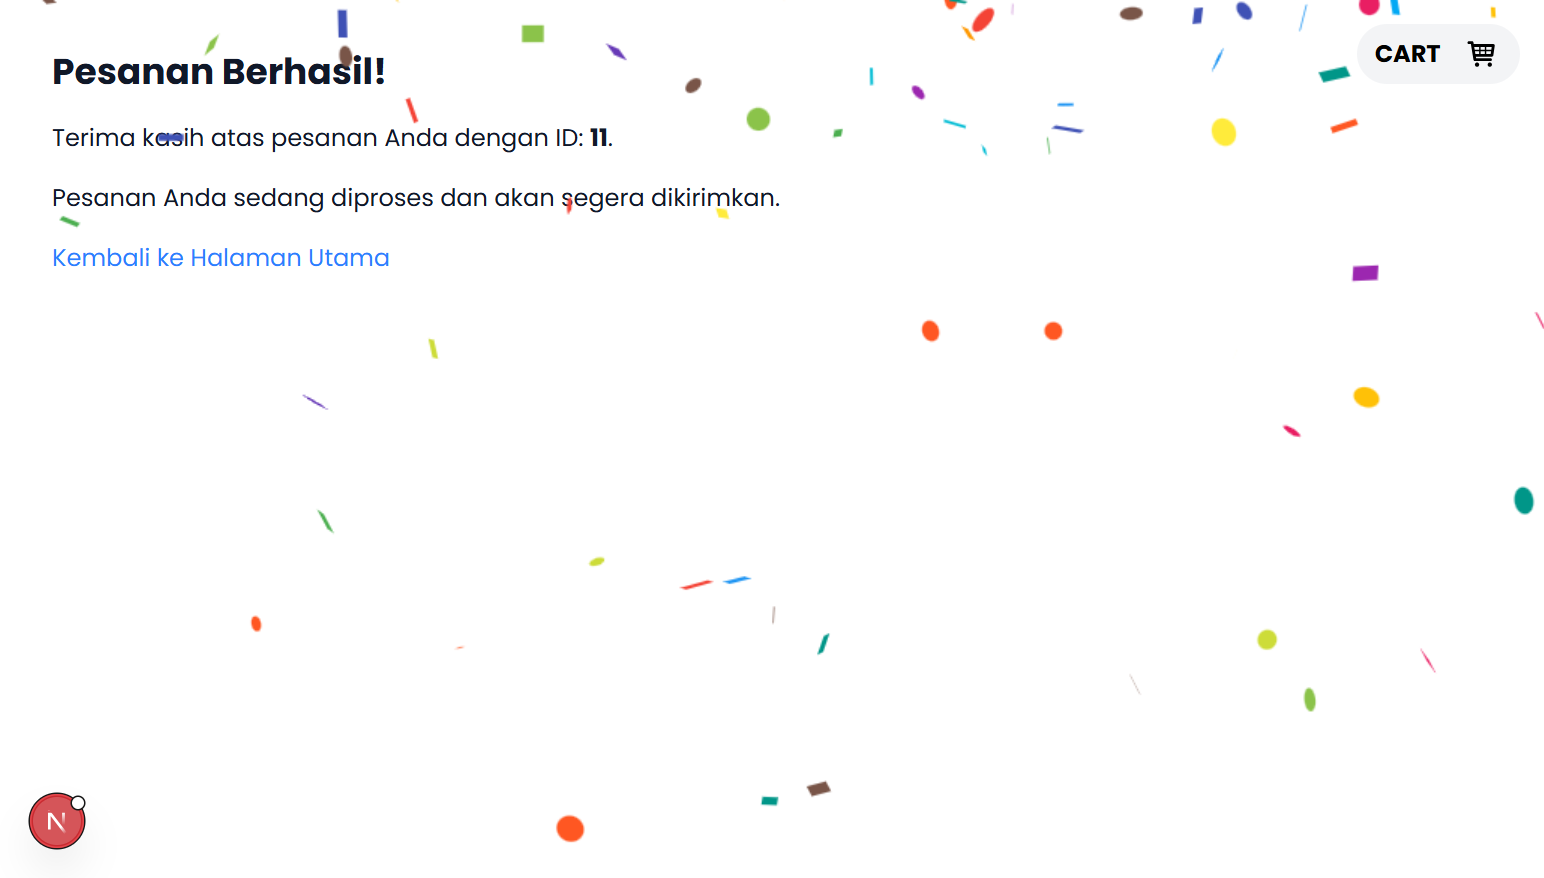 Pesanan Berhasil!
CART
Terima kasih atas pesanan Anda dengan ID: 11.
Pesanan Anda sedang diproses dan akan segera dikirimkan.
Kembali ke Halaman Utama
N